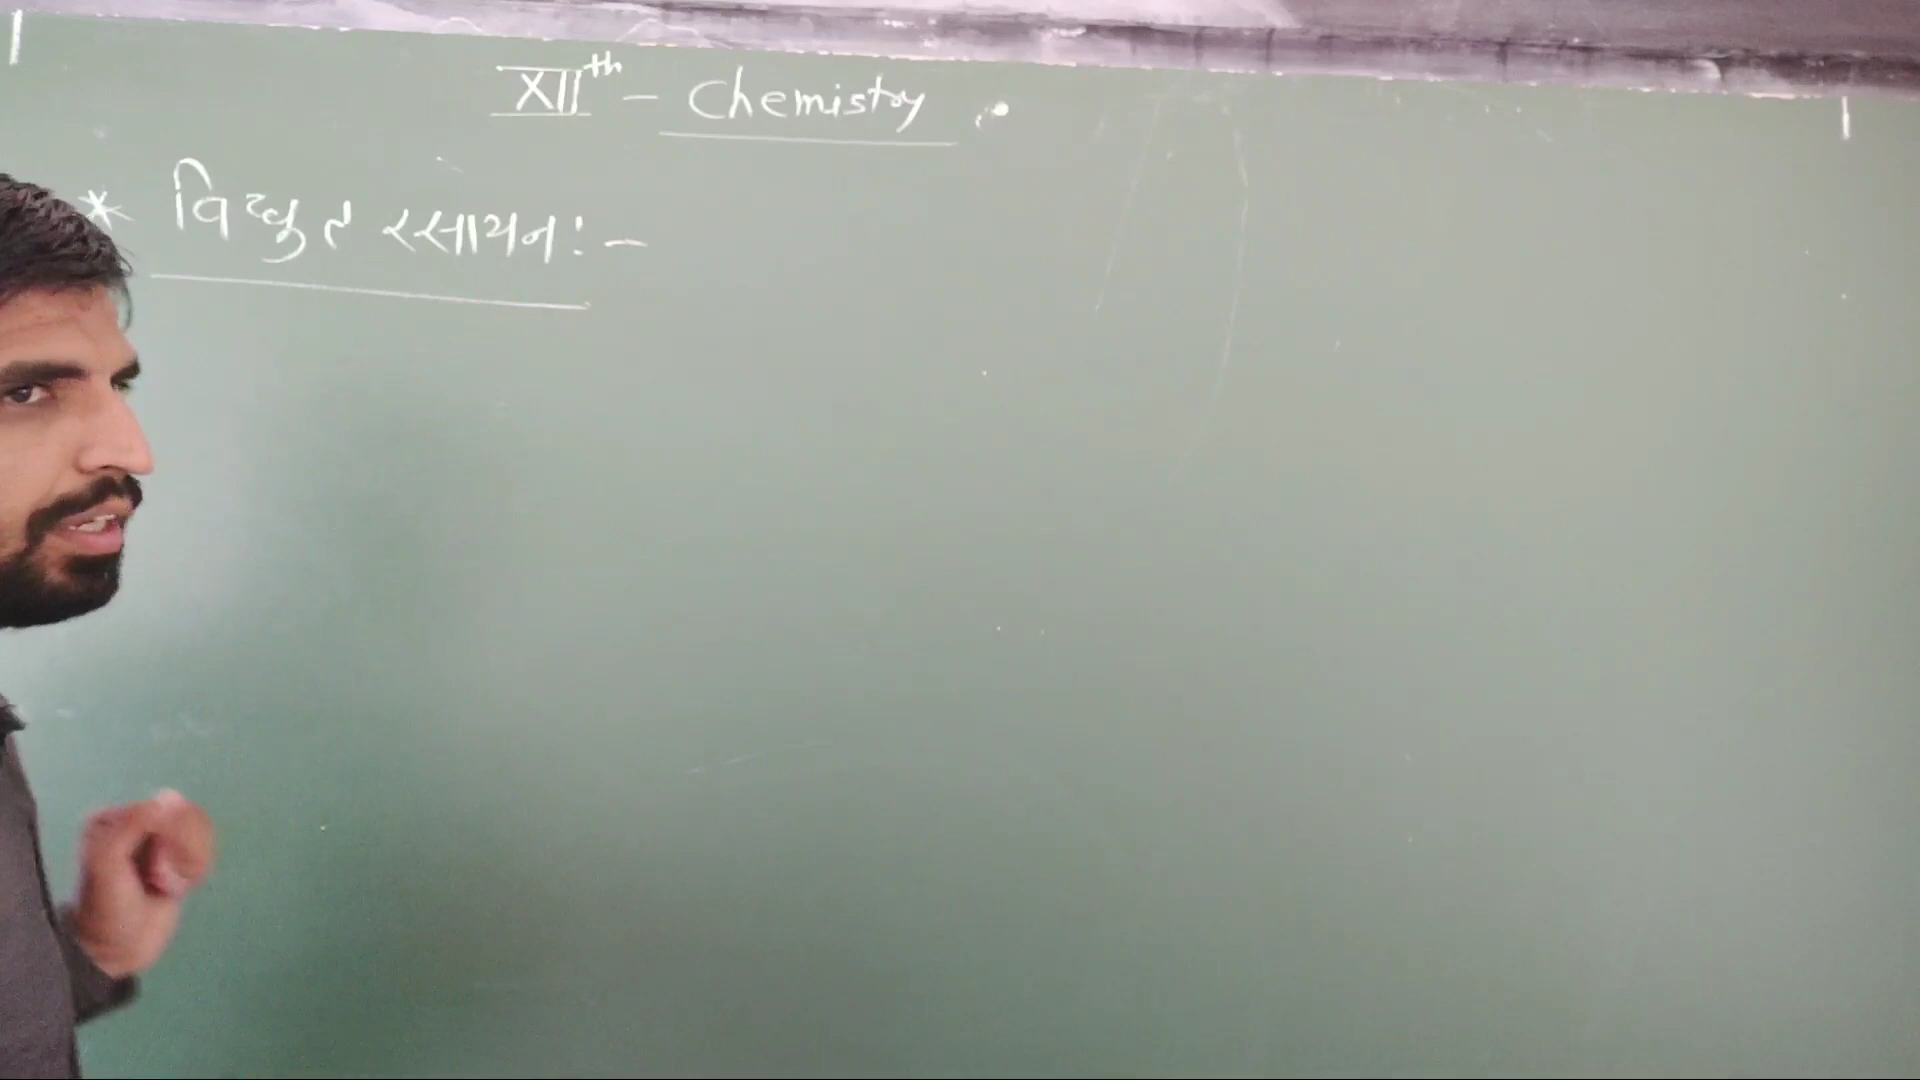 XIIth - Chemistry.
* विद्युत रसायन :-